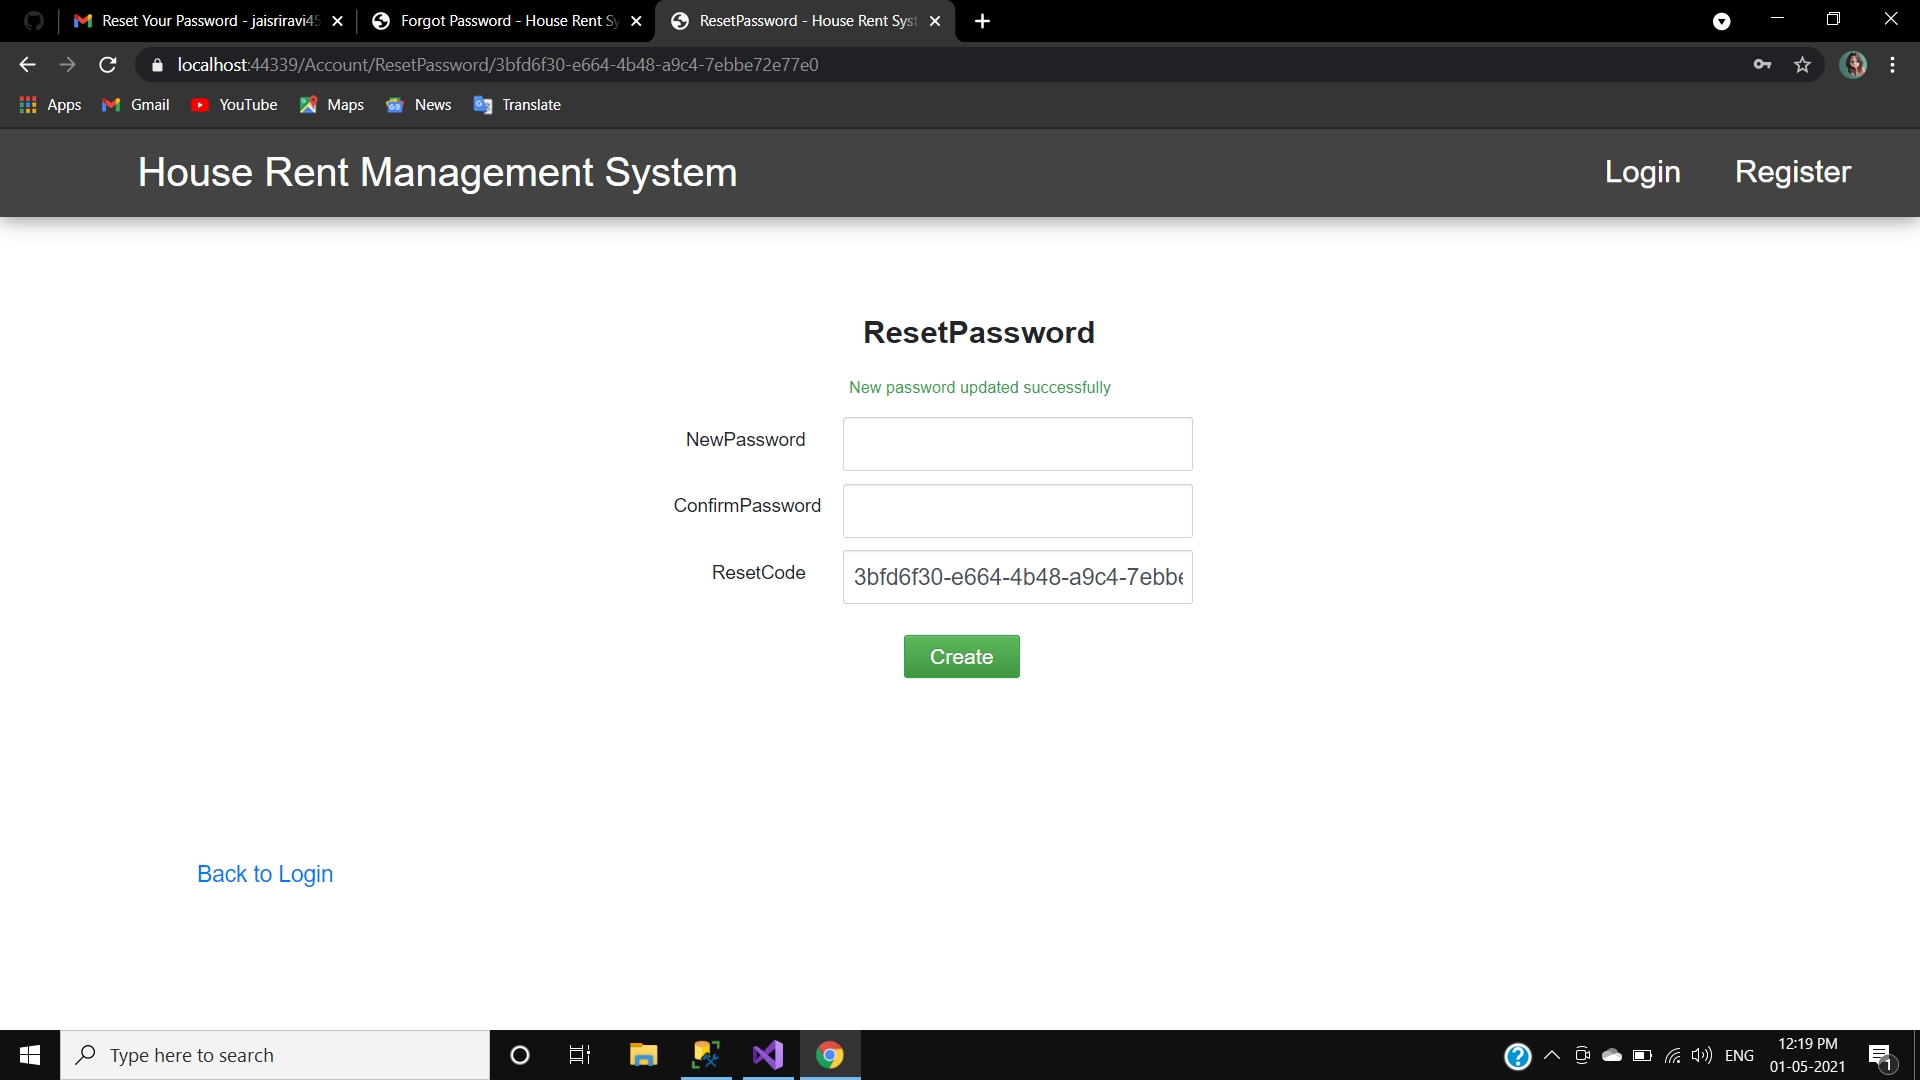 Reset Your Password - jaisriravi45
Forgot Password - House Rent Sy
ResetPassword - House Rent Syst
localhost:44339/Account/ResetPassword/3bfd6f30-e664-4b48-a9c4-7ebbe72e77e0
Apps Gmail YouTube Maps News Translate
House Rent Management System
Login Register
ResetPassword
New password updated successfully
NewPassword
ConfirmPassword
ResetCode 3bfd6f30-e664-4b48-a9c4-7ebbe
Create
Back to Login
Type here to search
ENG
12:19 PM
01-05-2021
1